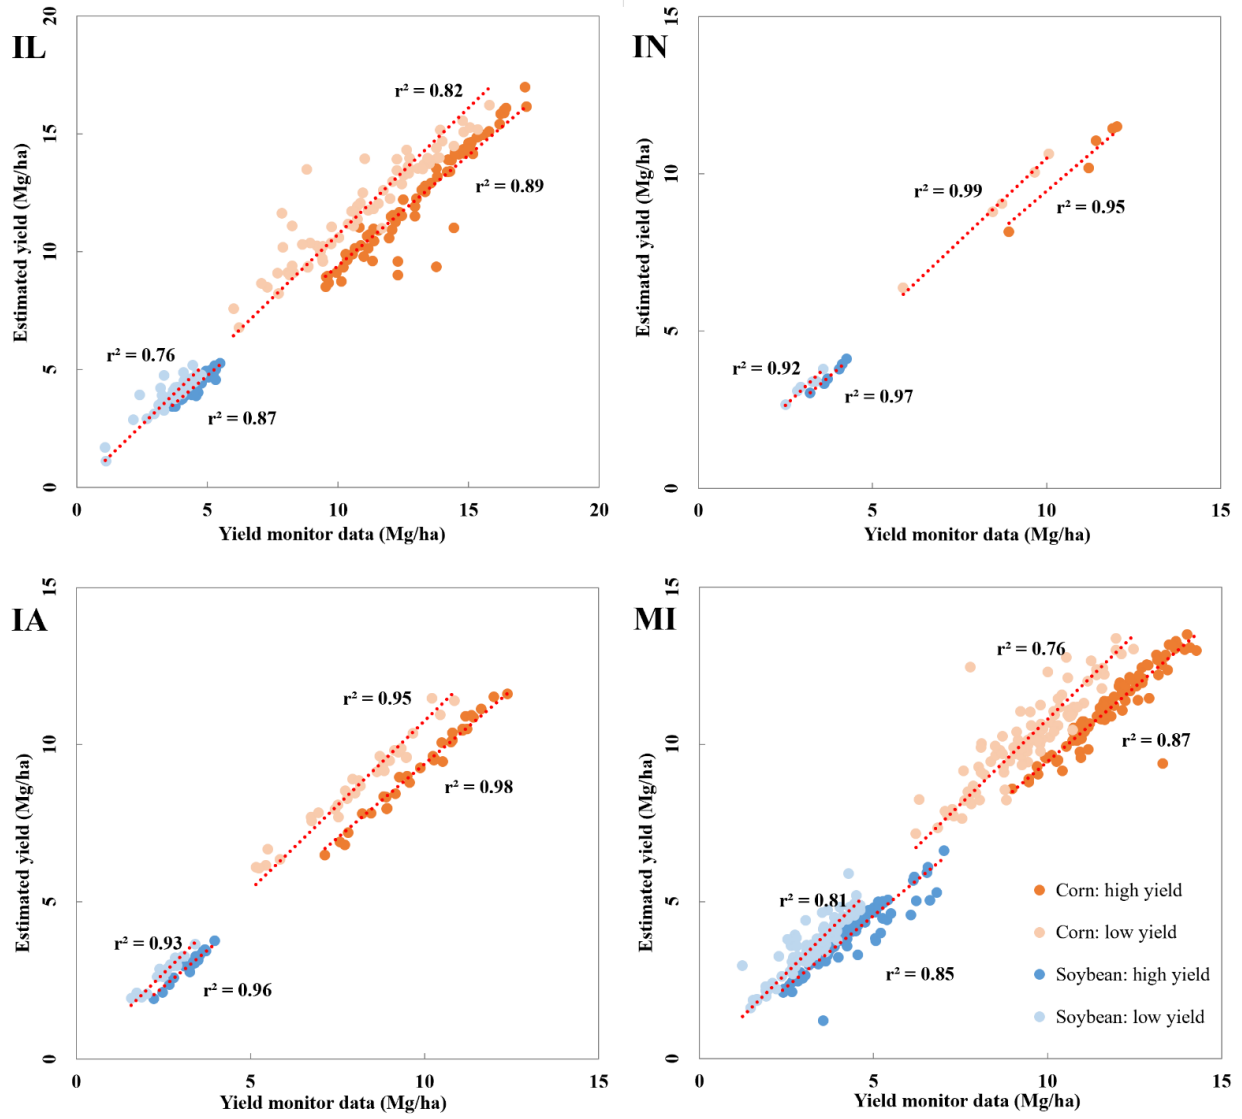 IL
Estimated yield (Mg/ha)
20
15
10
5
0
r² = 0.82
r² = 0.89
r² = 0.76
r² = 0.87
0 5 10 15 20
Yield monitor data (Mg/ha)
IN
Estimated yield (Mg/ha)
15
10
5
0
r² = 0.99
r² = 0.95
r² = 0.92
r² = 0.97
0 5 10 15
Yield monitor data (Mg/ha)
IA
Estimated yield (Mg/ha)
15
10
5
0
r² = 0.95
r² = 0.98
r² = 0.93
r² = 0.96
0 5 10 15
Yield monitor data (Mg/ha)
MI
Estimated yield (Mg/ha)
15
10
5
0
r² = 0.76
r² = 0.87
r² = 0.81
r² = 0.85
Corn: high yield
Corn: low yield
Soybean: high yield
Soybean: low yield
0 5 10 15
Yield monitor data (Mg/ha)